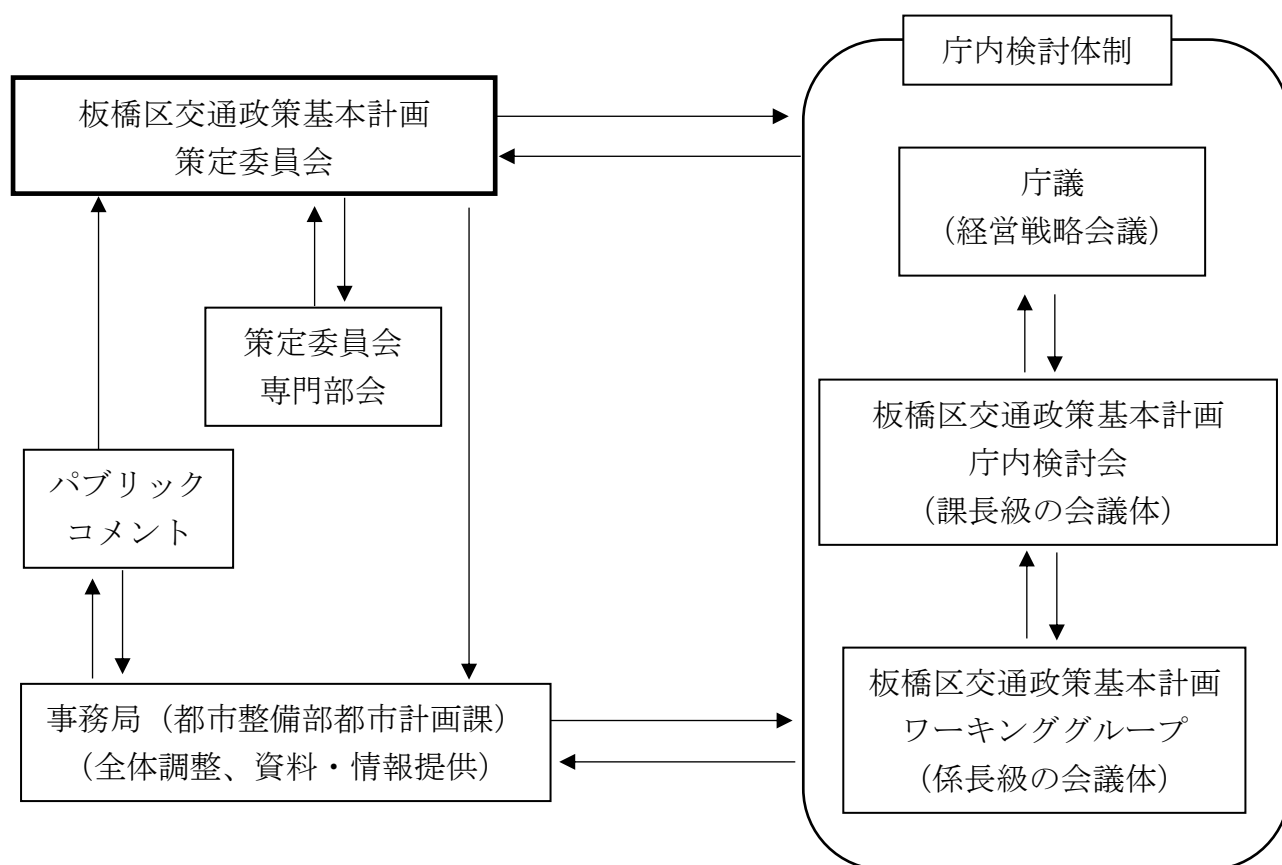 庁内検討体制
板橋区交通政策基本計画
策定委員会
庁議
（経営戦略会議）
策定委員会
専門部会
板橋区交通政策基本計画
庁内検討会
（課長級の会議体）
パブリック
コメント
板橋区交通政策基本計画
ワーキンググループ
（係長級の会議体）
事務局（都市整備部都市計画課）
（全体調整、資料・情報提供）